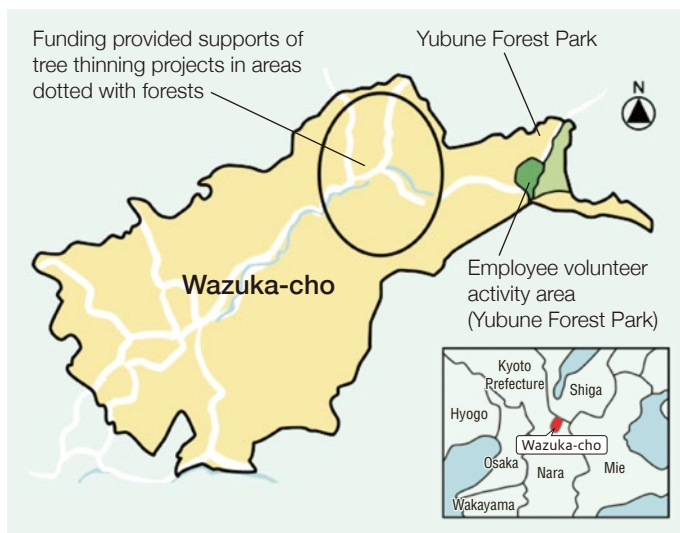 Funding provided supports of
tree thinning projects in areas
dotted with forests
Yubune Forest Park
N
Wazuka-cho
Employee volunteer
activity area
(Yubune Forest Park)
Kyoto
Prefecture
Shiga
Hyogo
Wazuka-cho
Osaka
Nara
Mie
Wakayama